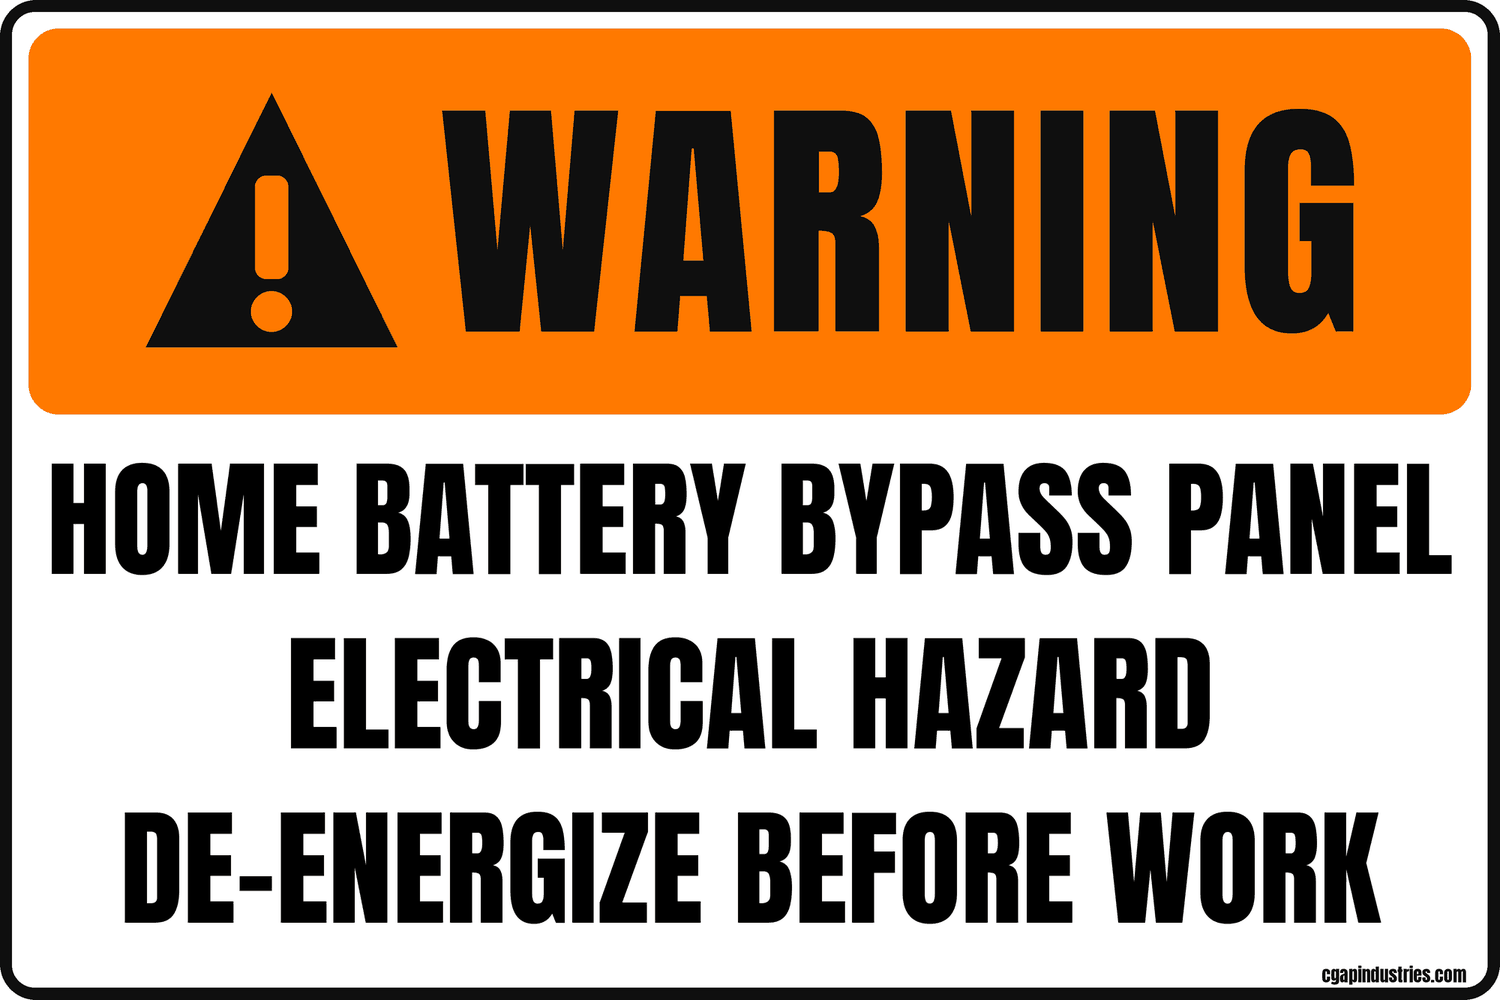 WARNING
HOME BATTERY BYPASS PANEL
ELECTRICAL HAZARD
DE-ENERGIZE BEFORE WORK
cgapindustries.com